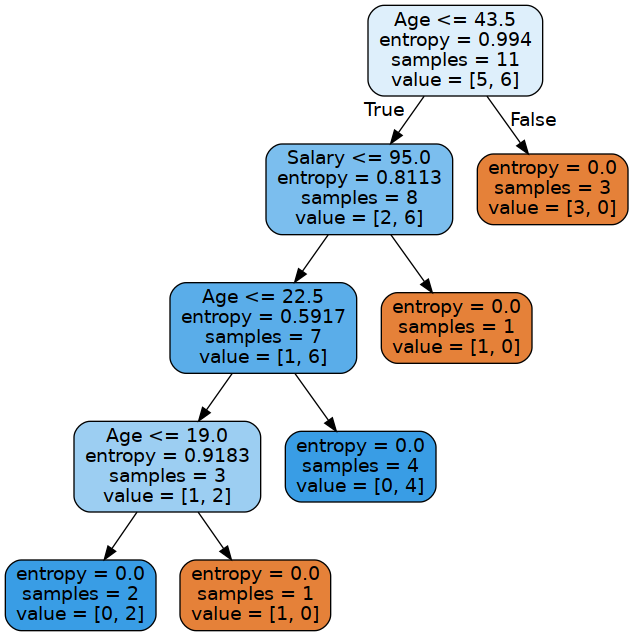 Age <= 43.5
entropy = 0.994
samples = 11
value = [5, 6]
True
False
Salary <= 95.0
entropy = 0.8113
samples = 8
value = [2, 6]
entropy = 0.0
samples = 3
value = [3, 0]
Age <= 22.5
entropy = 0.5917
samples = 7
value = [1, 6]
entropy = 0.0
samples = 1
value = [1, 0]
Age <= 19.0
entropy = 0.9183
samples = 3
value = [1, 2]
entropy = 0.0
samples = 4
value = [0, 4]
entropy = 0.0
samples = 2
value = [0, 2]
entropy = 0.0
samples = 1
value = [1, 0]